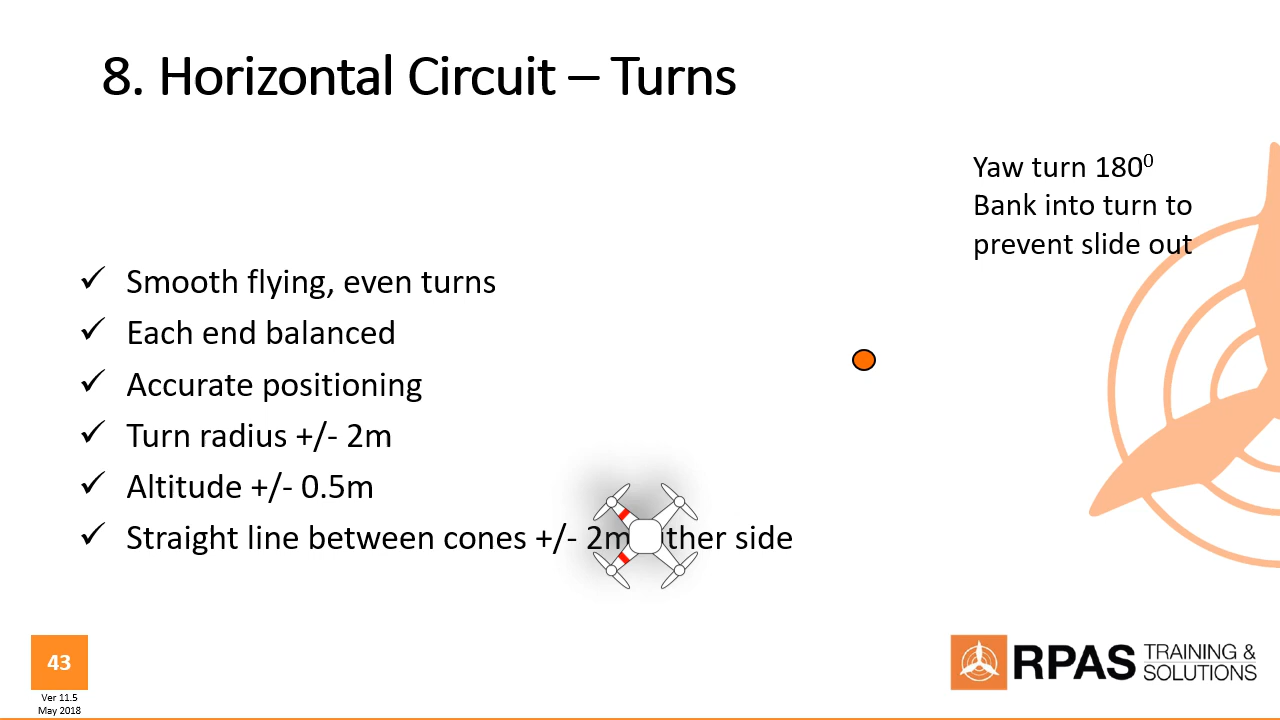 8. Horizontal Circuit – Turns
Yaw turn 180⁰
Bank into turn to
prevent slide out
✓ Smooth flying, even turns
✓ Each end balanced
✓ Accurate positioning
✓ Turn radius +/- 2m
✓ Altitude +/- 0.5m
✓ Straight line between cones +/- 2m side
43
Ver 11.5
May 2018
RPAS TRAINING &
SOLUTIONS